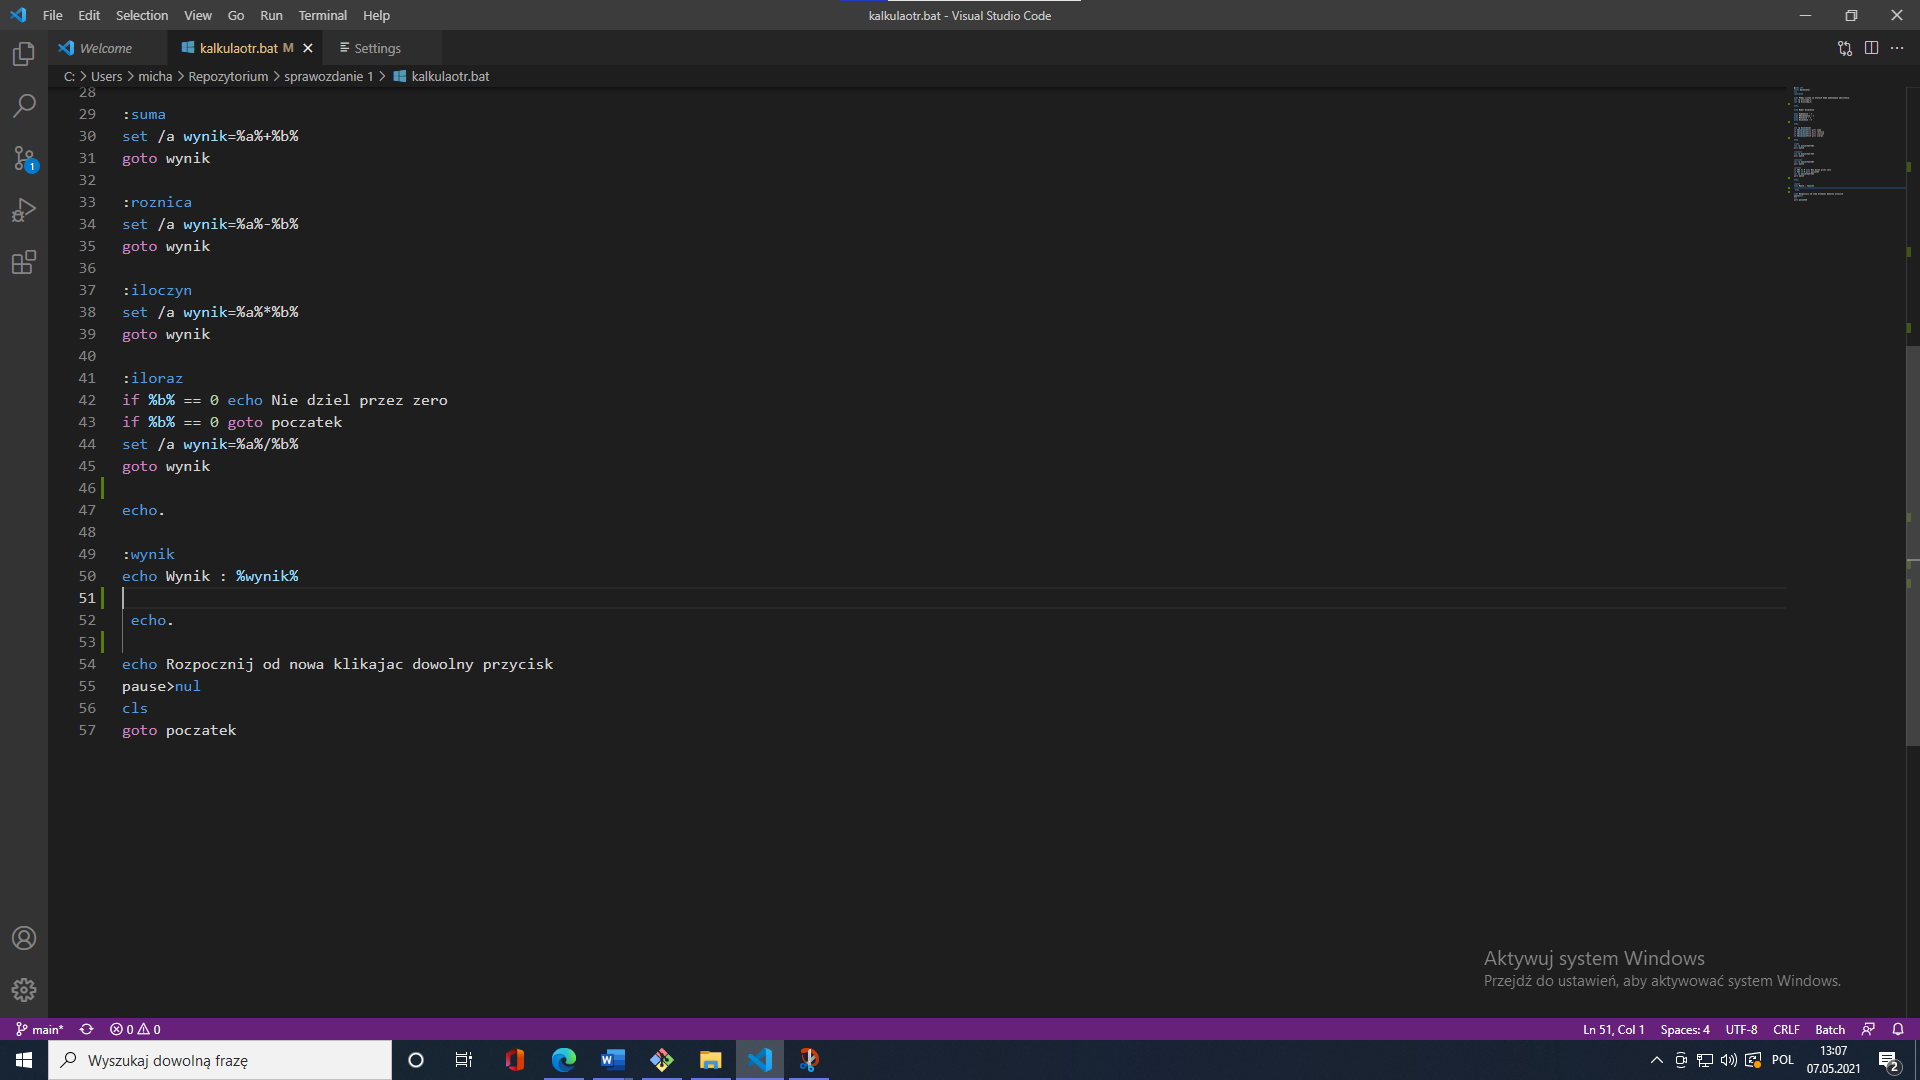 File Edit Selection View Go Run Terminal Help
kalkulaotr.bat - Visual Studio Code
Welcome
kalkulaotr.bat M
Settings
C: > Users > micha > Repozytorium > sprawozdanie 1 > kalkulaotr.bat
28
29 :suma
30 set /a wynik=%a%+%b%
31 goto wynik
32
33 :roznica
34 set /a wynik=%a%-%b%
35 goto wynik
36
37 :iloczyn
38 set /a wynik=%a%*%b%
39 goto wynik
40
41 :iloraz
42 if %b% == 0 echo Nie dziel przez zero
43 if %b% == 0 goto poczatek
44 set /a wynik=%a%/%b%
45 goto wynik
46
47 echo.
48
49 :wynik
50 echo Wynik : %wynik%
51
52 echo.
53
54 echo Rozpocznij od nowa klikajac dowolny przycisk
55 pause>nul
56 cls
57 goto poczatek
1
Aktywuj system Windows
Przejdź do ustawień, aby aktywować system Windows.
main* 0 0
Ln 51, Col 1 Spaces: 4 UTF-8 CRLF Batch
Wyszukaj dowolną frazę
POL
13:07
07.05.2021
2